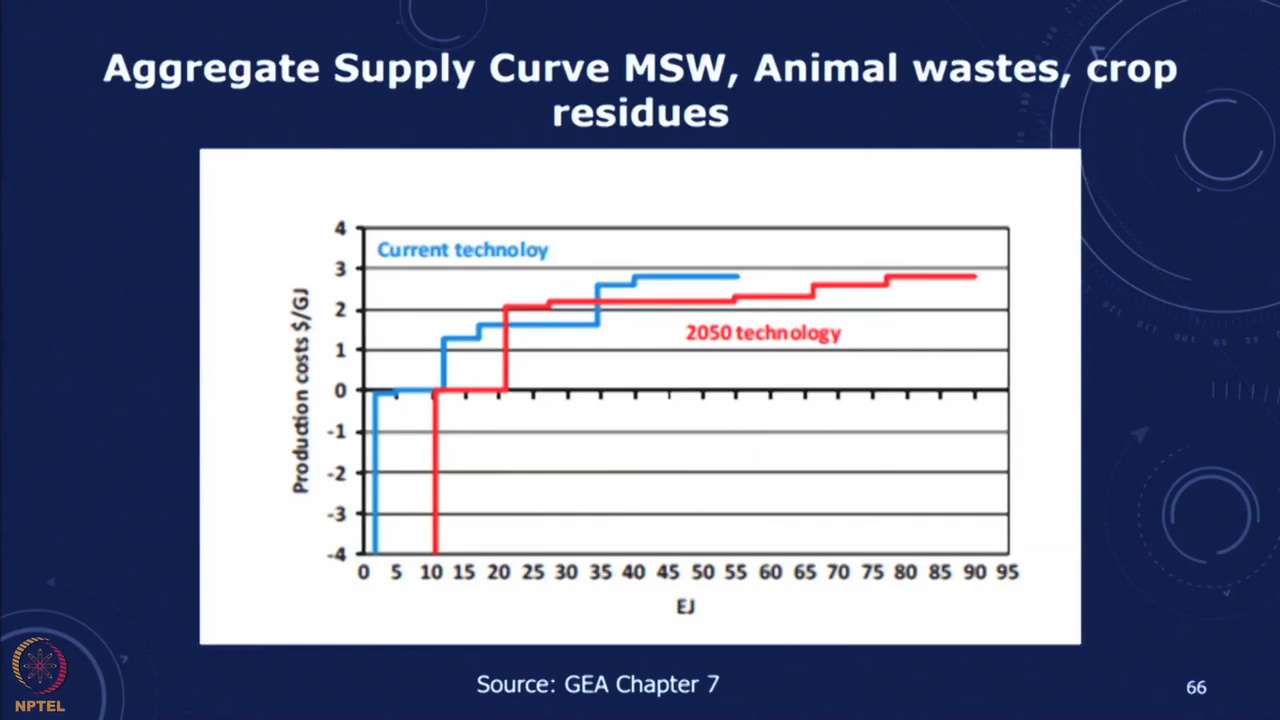 Aggregate Supply Curve MSW, Animal wastes, crop
residues
4
Current technoloy
3
2
2050 technology
1
0
-1
-2
-3
-4
Production costs $/GJ
0 5 10 15 20 25 30 35 40 45 50 55 60 65 70 75 80 85 90 95
EJ
Source: GEA Chapter 7
66
NPTEL